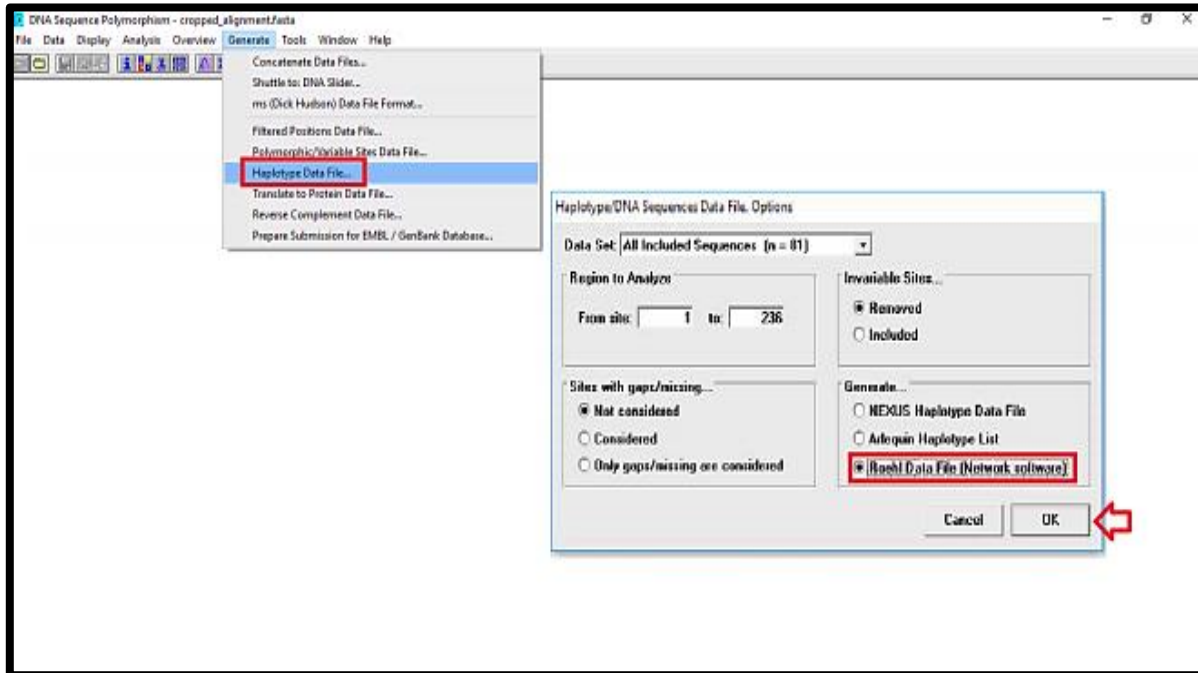 DNA Sequence Polymorphism - cropped_alignment.fasta
File Data Display Analysis Overview Generate Tools Window Help
Concatenate Data Files...
Shuttle to: DNA Slider...
ms (Dick Hudson) Data File Format...
Filtered Positions Data File...
Polymorphic/Variable Sites Data File...
Haplotype Data File...
Translate to Protein Data File...
Reverse Complement Data File...
Prepare Submission for EMBL / GenBank Database...
Haplotype/DNA Sequences Data File. Options
Data Set: All Included Sequences (n = 81)
Region to Analyze
From site: 1 to: 236
Invariable Sites...
Removed
Included
Sites with gaps/missing...
Not considered
Considered
Only gaps/missing are considered
Generate...
NEXUS Haplotype Data File
Arlequin Haplotype List
Roehl Data File (Network software)
Cancel OK